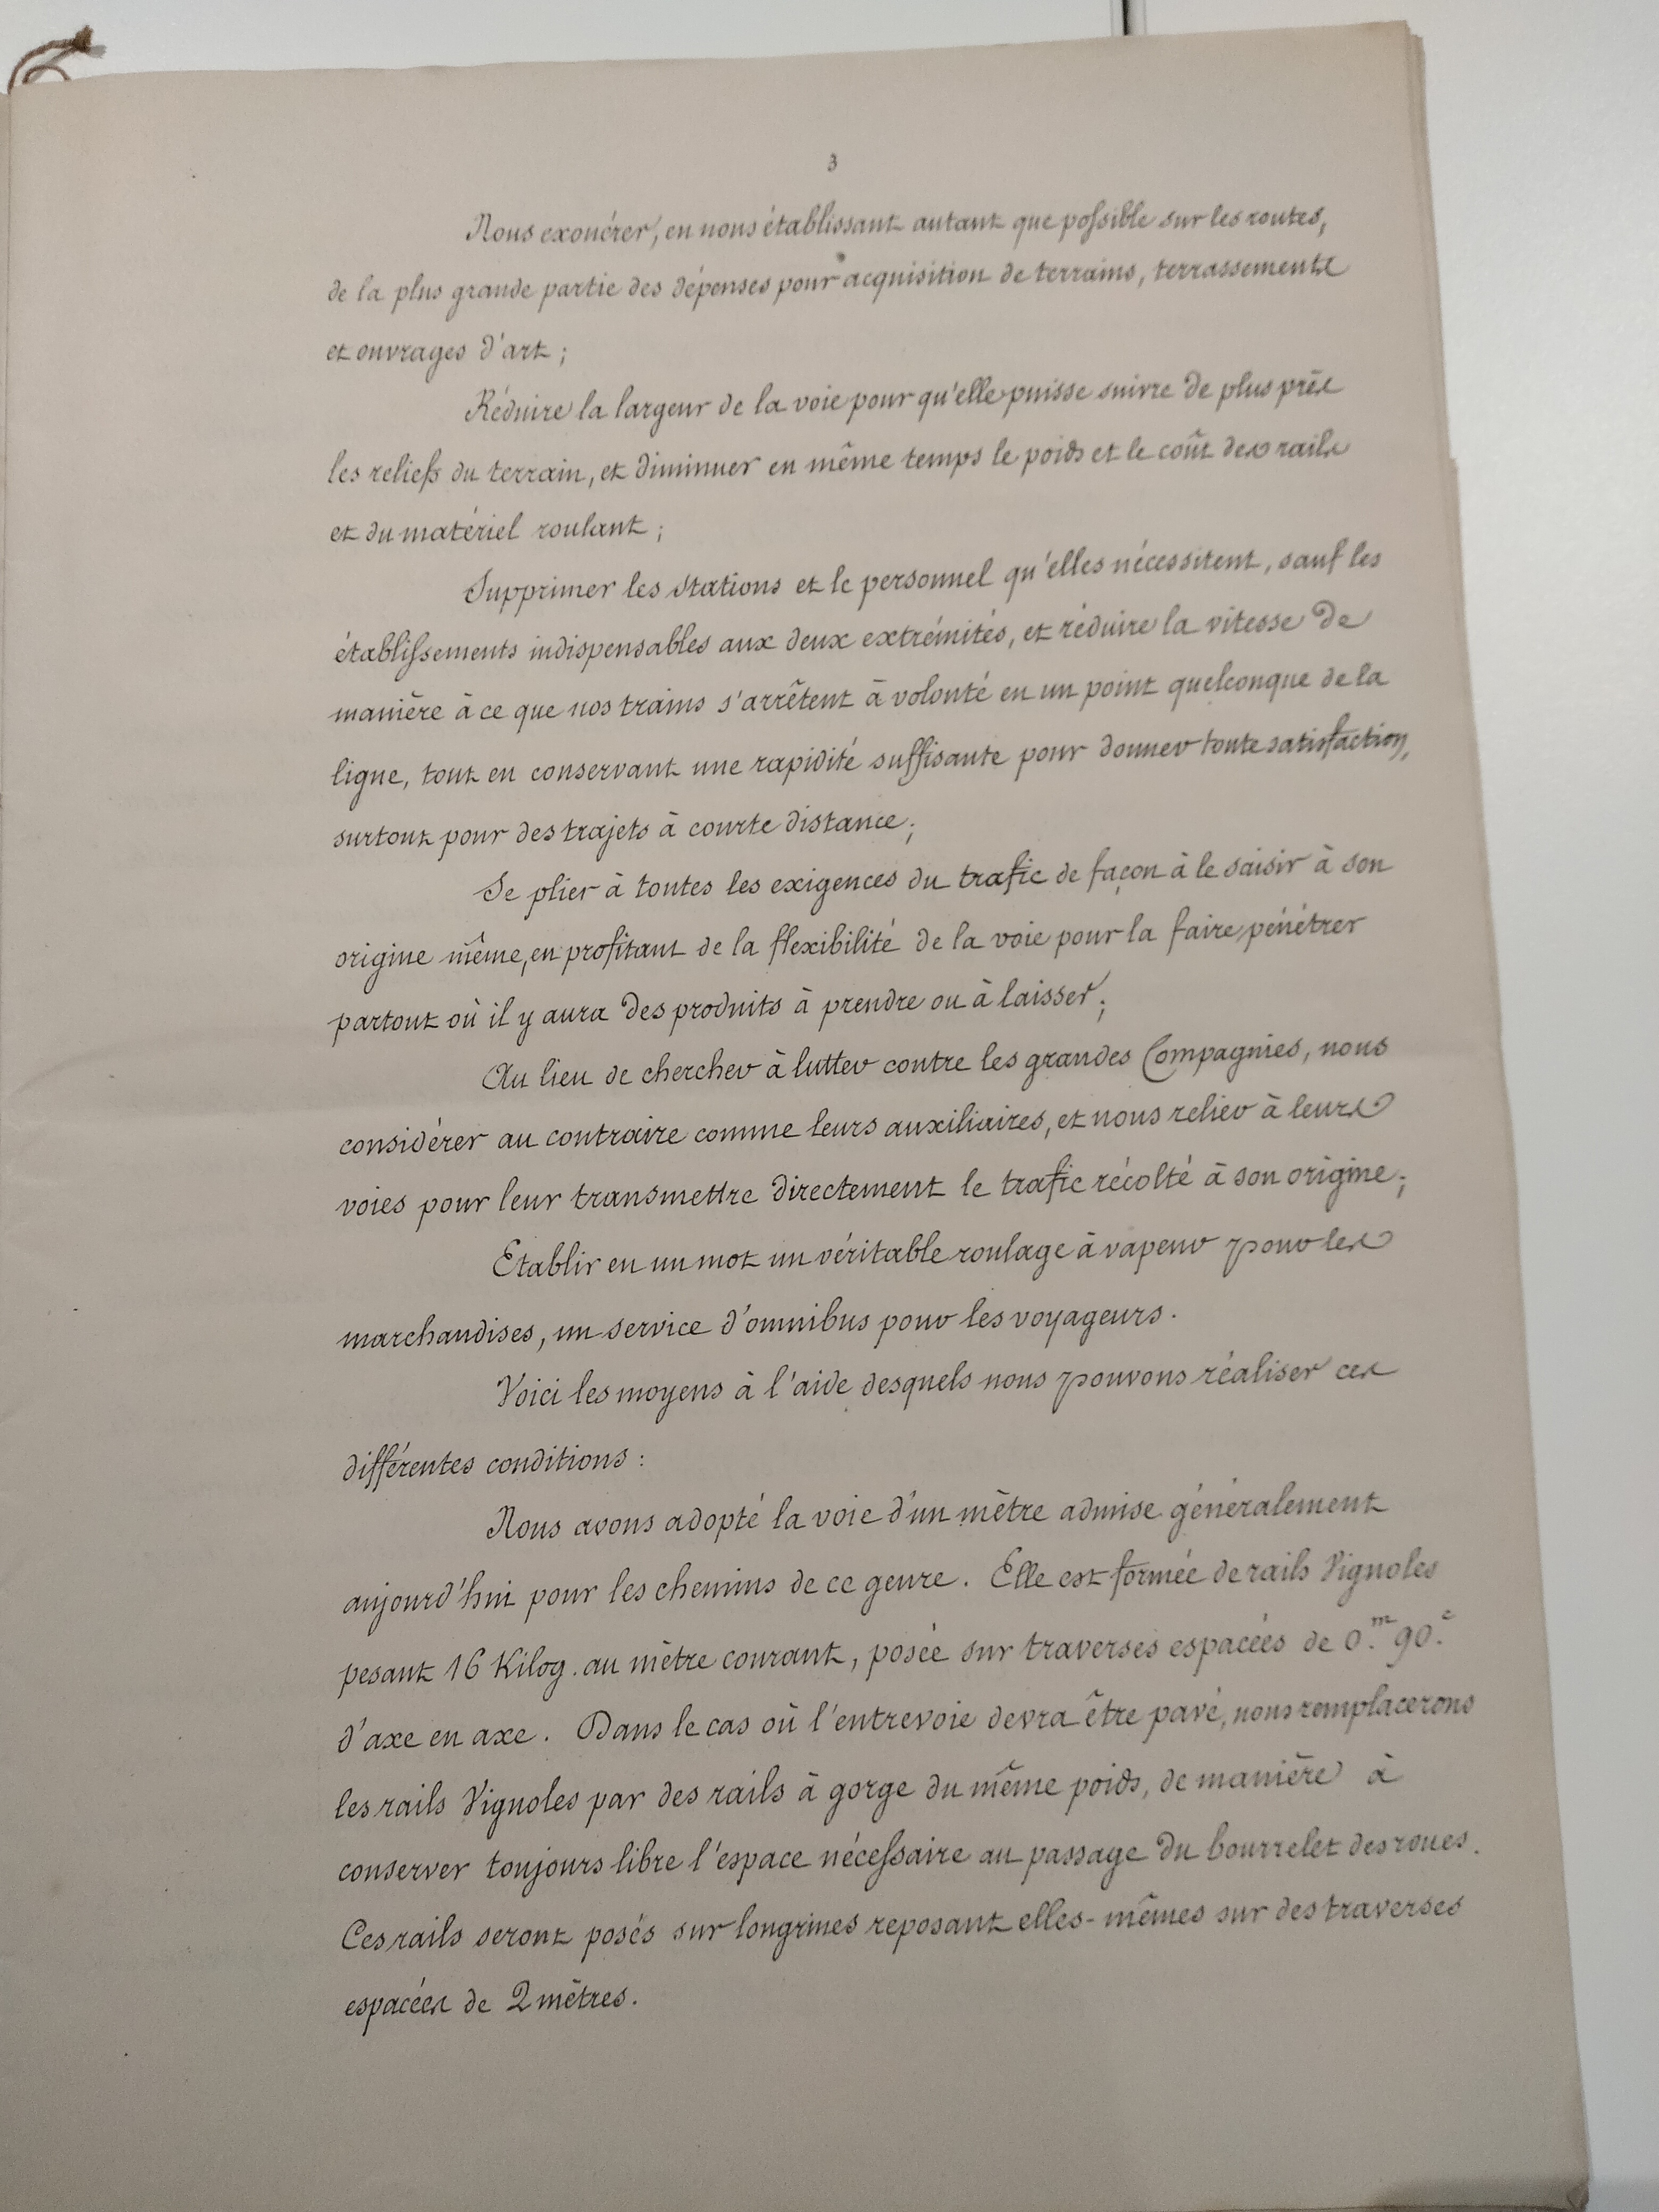 3
Nous exonérer, en nous établissant autant que possible sur les routes,
de la plus grande partie des dépenses pour acquisition de terrains, terrassements
et ouvrages d'art ;
Réduire la largeur de la voie pour qu'elle puisse suivre de plus près
les reliefs du terrain, et diminuer en même temps le poids et le coût des rails
et du matériel roulant ;
Supprimer les stations et le personnel qu'elles nécessitent, sauf les
établissements indispensables aux deux extrémités, et réduire la vitesse de
manière à ce que nos trains s'arrêtent à volonté en un point quelconque de la
ligne, tout en conservant une rapidité suffisante pour donner toute satisfaction,
surtout pour des trajets à courte distance ;
Se plier à toutes les exigences du trafic de façon à le saisir à son
origine même, en profitant de la flexibilité de la voie pour la faire pénétrer
partout où il y aura des produits à prendre ou à laisser ;
Au lieu de chercher à lutter contre les grandes Compagnies, nous
considérer au contraire comme leurs auxiliaires, et nous relier à leurs
voies pour leur transmettre directement le trafic récolté à son origine ;
Etablir en un mot un véritable roulage à vapeur pour les
marchandises, un service d'omnibus pour les voyageurs.
Voici les moyens à l'aide desquels nous pouvons réaliser ces
différentes conditions :
Nous avons adopté la voie d'un mètre admise généralement
aujourd'hui pour les chemins de ce genre. Elle est formée de rails Vignoles
pesant 16 Kilog. au mètre courant, posée sur traverses espacées de 0.m 90.c
d'axe en axe. Dans le cas où l'entrevoie devra être pavé, nous remplacerons
les rails Vignoles par des rails à gorge du même poids, de manière à
conserver toujours libre l'espace nécessaire au passage du bourrelet des roues.
Ces rails seront posés sur longrines reposant elles-mêmes sur des traverses
espacées de 2 mètres.